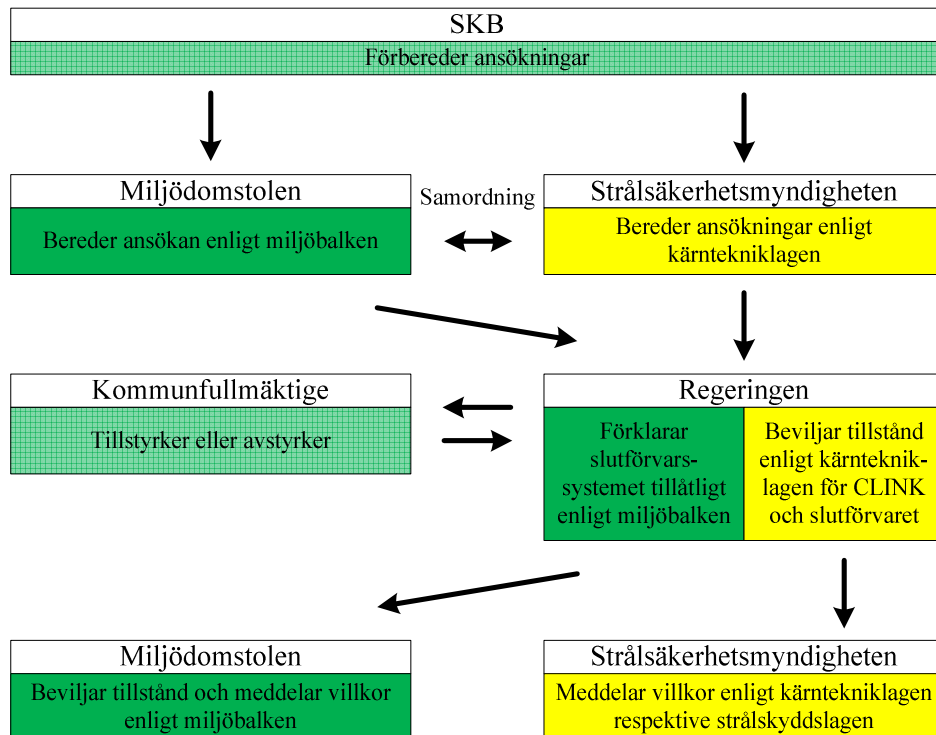 SKB
Förbereder ansökningar
Miljödomstolen
Bereder ansökan enligt miljöbalken
Samordning
Strålsäkerhetsmyndigheten
Bereder ansökningar enligt
kärntekniklagen
Kommunfullmäktige
Tillstyrker eller avstyrker
Regeringen
Förklarar
slutförvars-
systemet tillåtligt
enligt miljöbalken
Beviljar tillstånd
enligt kärnteknik-
lagen för CLINK
och slutförvaret
Miljödomstolen
Beviljar tillstånd och meddelar villkor
enligt miljöbalken
Strålsäkerhetsmyndigheten
Meddelar villkor enligt kärntekniklagen
respektive strålskyddslagen